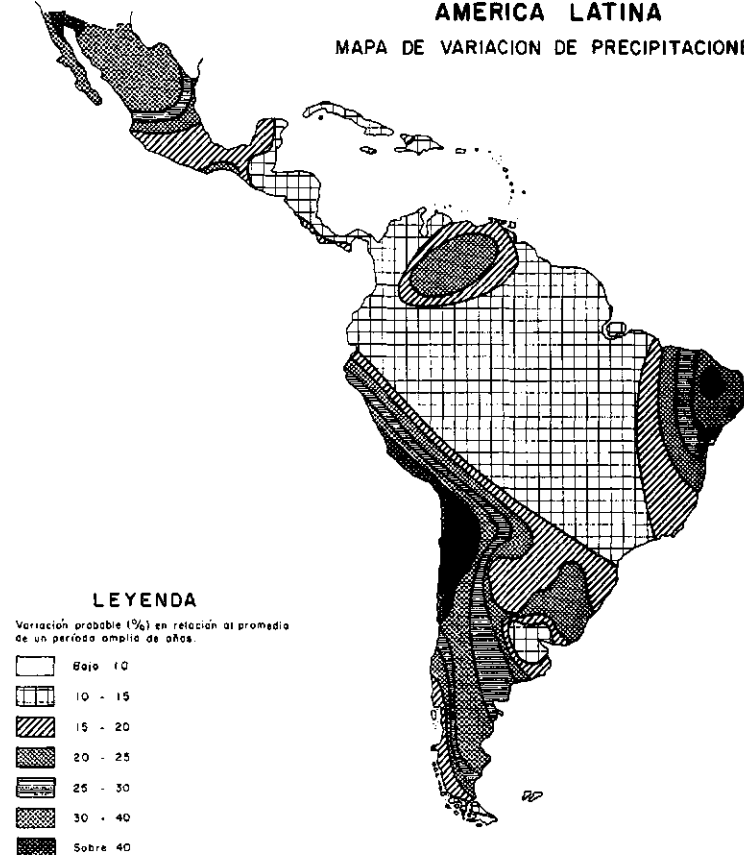 AMERICA LATINA
MAPA DE VARIACION DE PRECIPITACIONE
LEYENDA
Variación probable (%) en relación al promedio
de un período amplio de años.
Bajo 10
10 - 15
15 - 20
20 - 25
25 - 30
30 - 40
Sobre 40